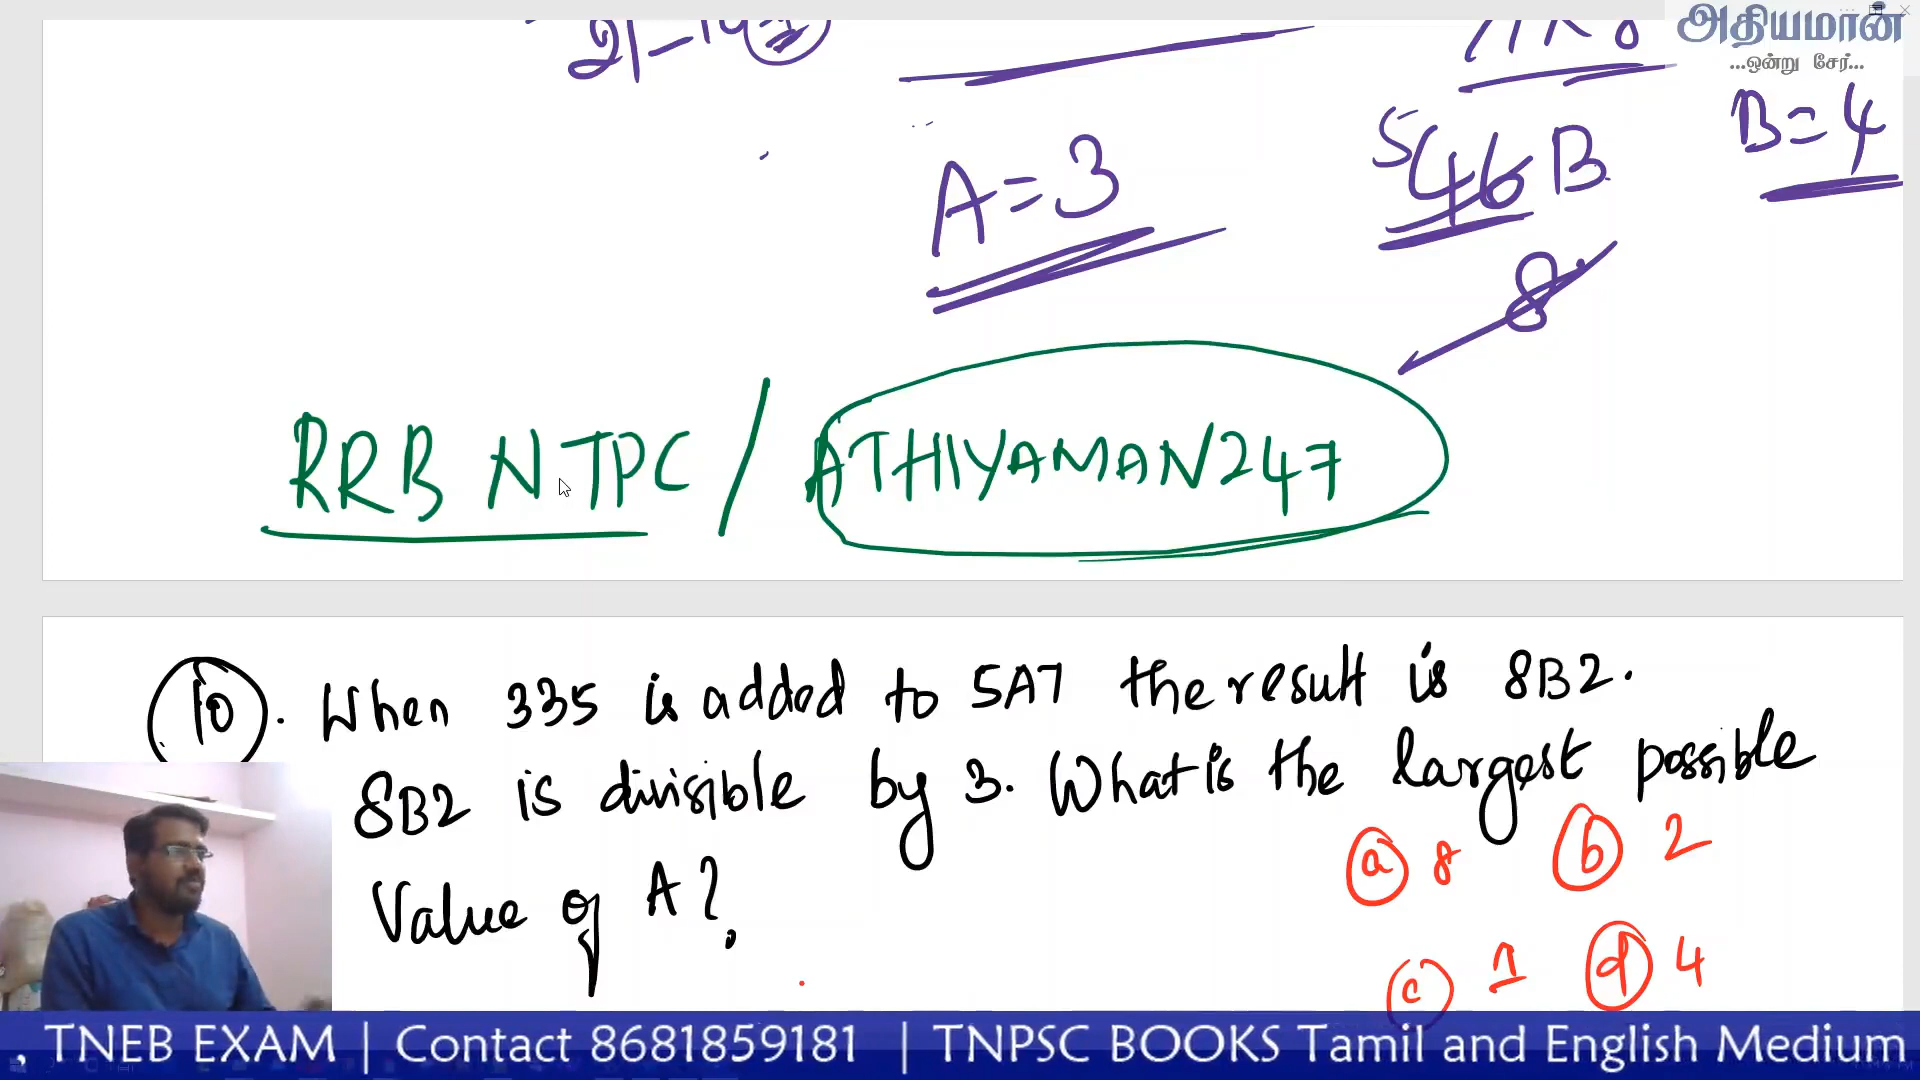 அதியமான்
...ஒன்று சேர்...
A=3
5
46B
B=4
8
RRB NTPC / ATHIYAMAN247
10. When 335 is added to 5A7 the result is 8B2.
8B2 is divisible by 3. What is the largest possible
Value of A?
a 8 b 2
c 1 d 4
, TNEB EXAM | Contact 8681859181 | TNPSC BOOKS Tamil and English Medium